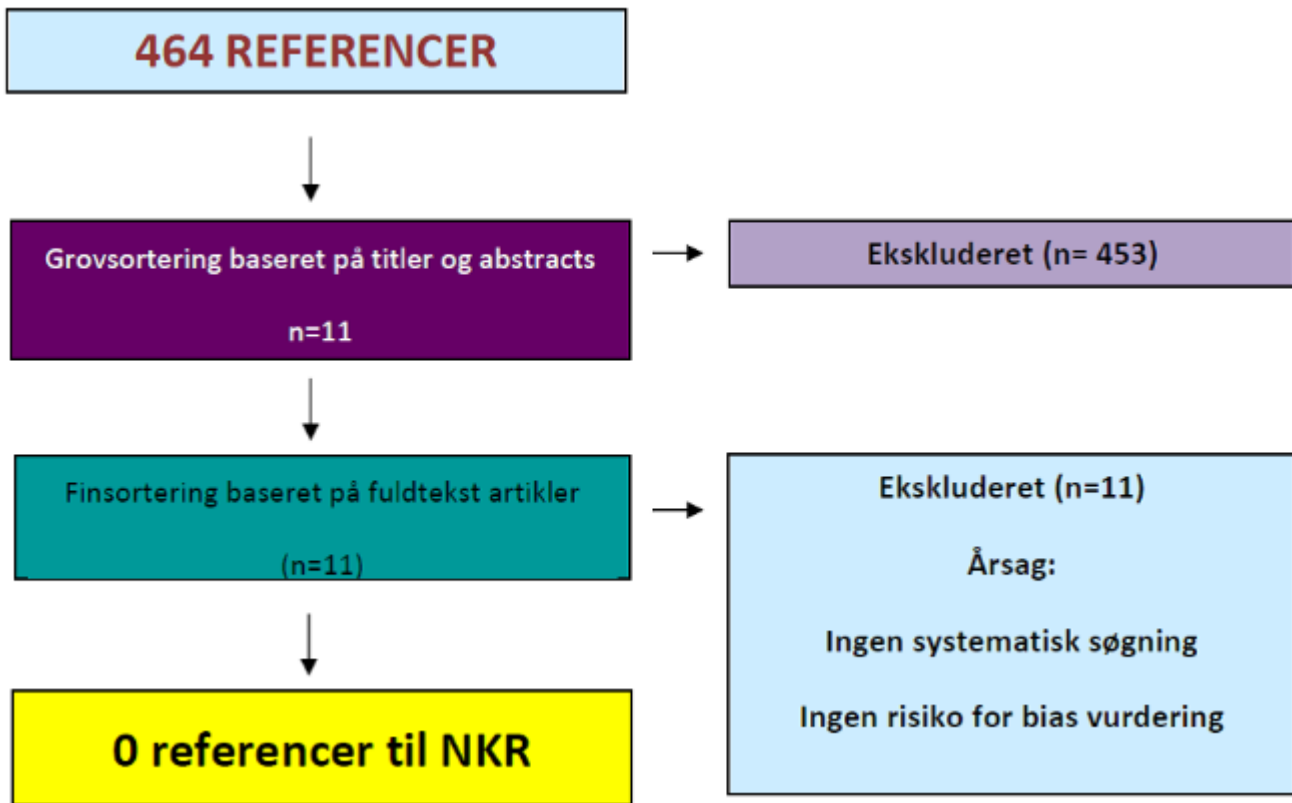 464 REFERENCER
Grovsortering baseret på titler og abstracts
n=11
Ekskluderet (n= 453)
Finsortering baseret på fuldtekst artikler
(n=11)
Ekskluderet (n=11)
Årsag:
Ingen systematisk søgning
Ingen risiko for bias vurdering
0 referencer til NKR